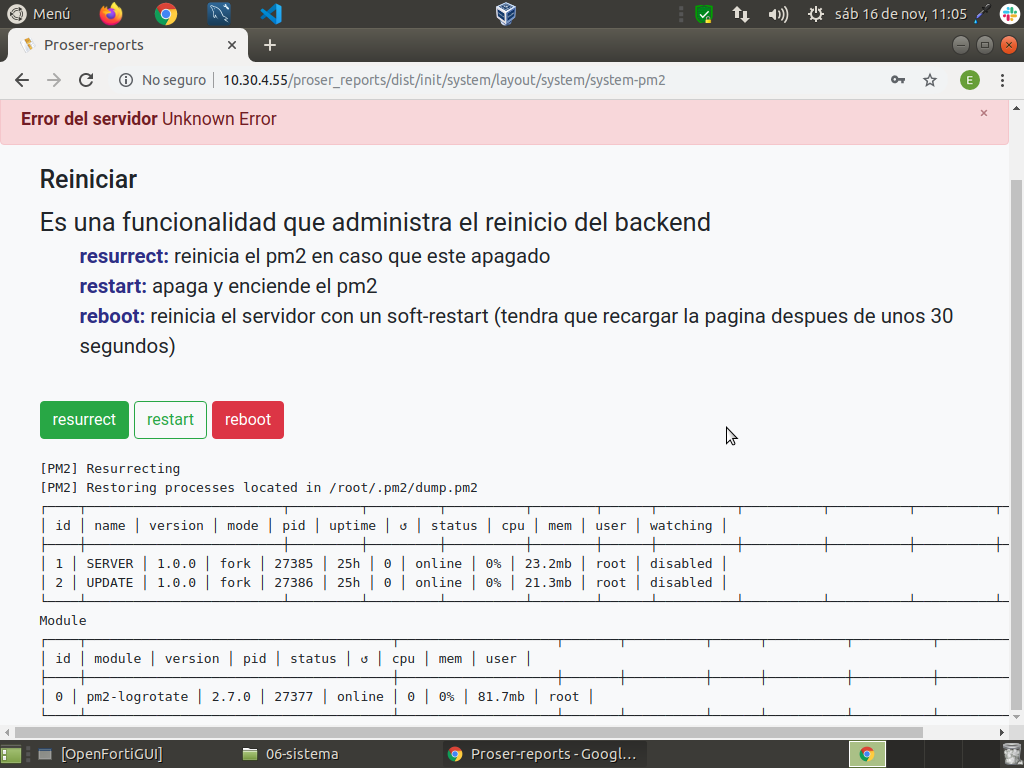 Menú
sáb 16 de nov, 11:05
Proser-reports
No seguro
10.30.4.55/proser_reports/dist/init/system/layout/system/system-pm2
E
Error del servidor Unknown Error
Reiniciar
Es una funcionalidad que administra el reinicio del backend
resurrect: reinicia el pm2 en caso que este apagado
restart: apaga y enciende el pm2
reboot: reinicia el servidor con un soft-restart (tendra que recargar la pagina despues de unos 30
segundos)
resurrect restart reboot
[PM2] Resurrecting
[PM2] Restoring processes located in /root/.pm2/dump.pm2
│ id │ name │ version │ mode │ pid │ uptime │ ↺ │ status │ cpu │ mem │ user │ watching │
│ 1 │ SERVER │ 1.0.0 │ fork │ 27385 │ 25h │ 0 │ online │ 0% │ 23.2mb │ root │ disabled │
│ 2 │ UPDATE │ 1.0.0 │ fork │ 27386 │ 25h │ 0 │ online │ 0% │ 21.3mb │ root │ disabled │
Module
│ id │ module │ version │ pid │ status │ ↺ │ cpu │ mem │ user │
│ 0 │ pm2-logrotate │ 2.7.0 │ 27377 │ online │ 0 │ 0% │ 81.7mb │ root │
[OpenFortiGUI]
06-sistema
Proser-reports - Googl...